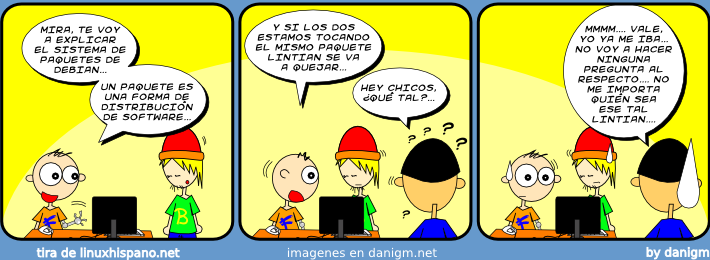 MIRA, TE VOY
A EXPLICAR
EL SISTEMA DE
PAQUETES DE
DEBIAN...
UN PAQUETE ES
UNA FORMA DE
DISTRIBUCIÓN
DE SOFTWARE...
B
Y SI LOS DOS
ESTAMOS TOCANDO
EL MISMO PAQUETE
LINTIAN SE VA
A QUEJAR...
HEY CHICOS,
¿QUÉ TAL?...
? ? ? ?
?
MMMM.... VALE,
YO YA ME IBA...
NO VOY A HACER
NINGUNA
PREGUNTA AL
RESPECTO.... NO
ME IMPORTA
QUIÉN SEA
ESE TAL
LINTIAN....
tira de linuxhispano.net
imagenes en danigm.net
by danigm